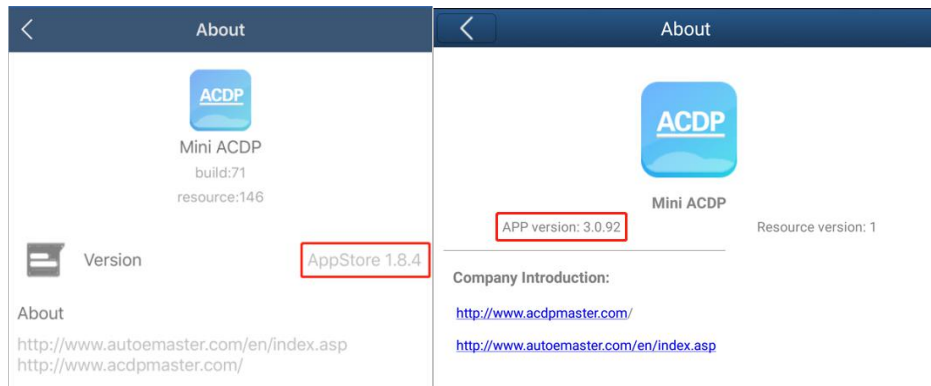 About
ACDP
Mini ACDP
build:71
resource:146
Version
AppStore 1.8.4
About
http://www.autoemaster.com/en/index.asp
http://www.acdpmaster.com/
About
ACDP
Mini ACDP
APP version: 3.0.92
Resource version: 1
Company Introduction:
http://www.acdpmaster.com/
http://www.autoemaster.com/en/index.asp